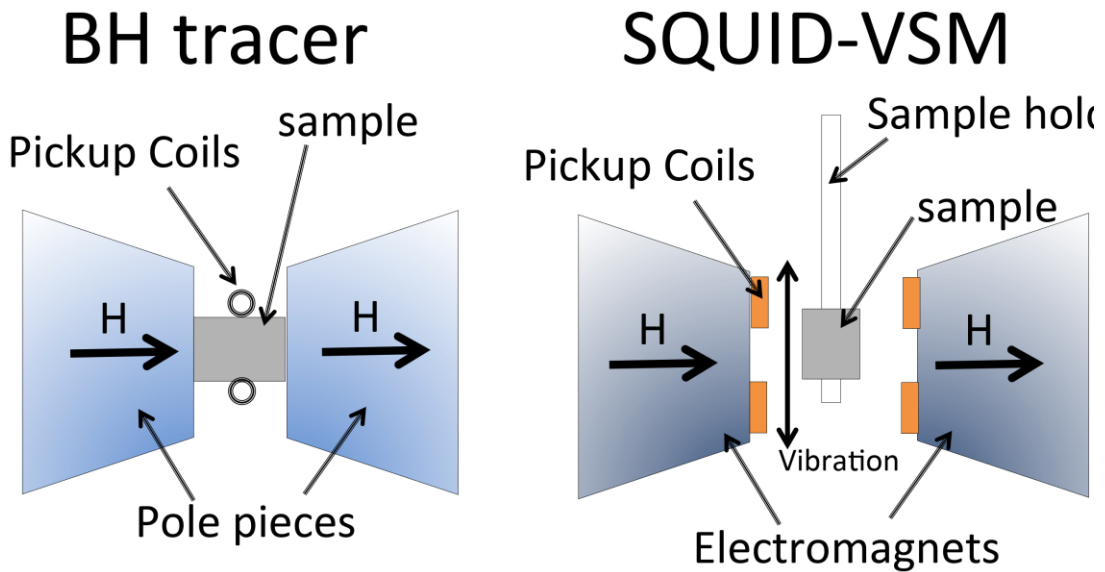 BH tracer
Pickup Coils
sample
H
H
Pole pieces
SQUID-VSM
Sample hold
Pickup Coils
sample
H
H
Vibration
Electromagnets